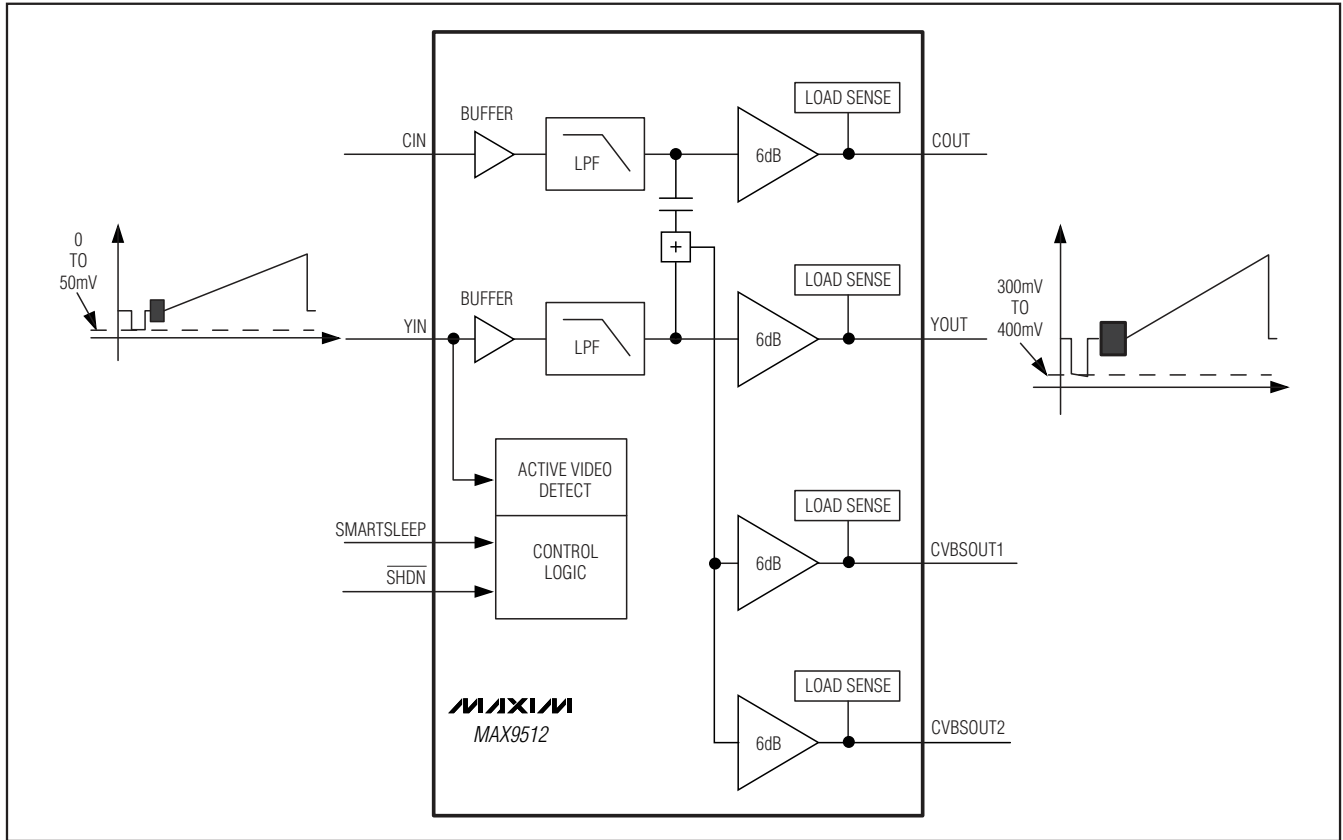 LOAD SENSE
BUFFER
CIN
LPF
6dB
COUT
+
0
TO
50mV
BUFFER
LOAD SENSE
YIN
LPF
6dB
YOUT
300mV
TO
400mV
ACTIVE VIDEO
DETECT
LOAD SENSE
SMARTSLEEP
CONTROL
LOGIC
SHDN
6dB
CVBSOUT1
LOAD SENSE
MAXIM
MAX9512
6dB
CVBSOUT2